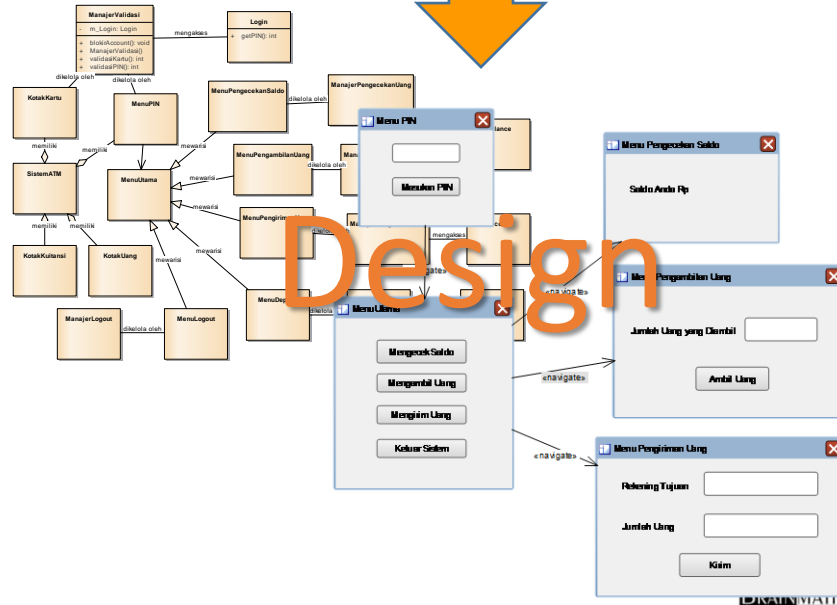 ManajerValidasi
- m_Login: Login
+ blokirAccount(): void
+ ManajerValidasi()
+ validasiKartu(): int
+ validasiPIN(): int
mengakses
Login
+ getPIN(): int
dikelola oleh
dikelola oleh
KotakKartu
MenuPIN
MenuPengecekanSaldo
dikelola oleh
ManajerPengecekanUang
memiliki
memiliki
mewarisi
SistemATM
MenuUtama
MenuPengambilanUang
dikelola oleh
mewarisi
mewarisi
mewarisi
mewarisi
memiliki
memiliki
KotakKuitansi
KotakUang
mengakses
ManajerLogout
dikelola oleh
MenuLogout
Menu PIN
Masukan PIN
Design
Menu Utama
Mengecek Saldo
Mengambil Uang
Mengirim Uang
Keluar Sistem
«navigate»
«navigate»
Menu Pengecekan Saldo
Saldo Anda Rp
Menu Pengambilan Uang
Jumlah Uang yang Diambil
Ambil Uang
Menu Pengiriman Uang
Rekening Tujuan
Jumlah Uang
Kirim